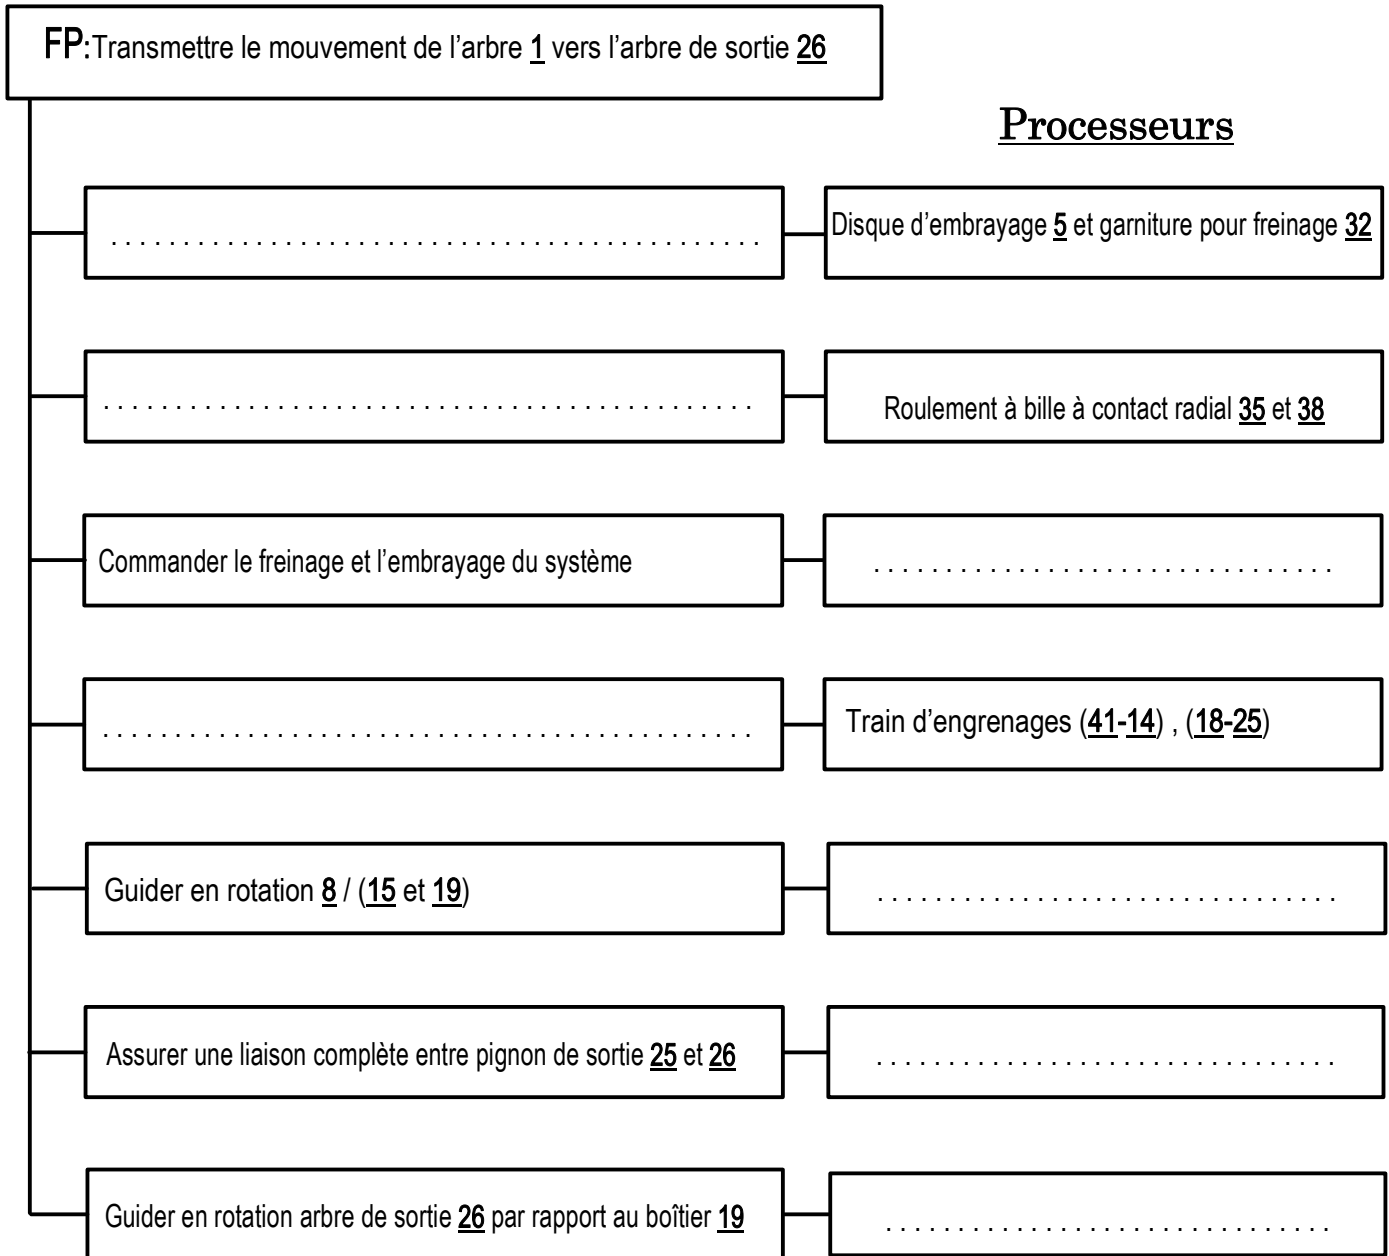 FP:Transmettre le mouvement de l’arbre 1 vers l’arbre de sortie 26
Processeurs
. . . . . . . . . . . . . . . . . . . . . . . . . . . . . . . . . . . . . . . . . . . . .
Disque d’embrayage 5 et garniture pour freinage 32
. . . . . . . . . . . . . . . . . . . . . . . . . . . . . . . . . . . . . . . . . . . . .
Roulement à bille à contact radial 35 et 38
Commander le freinage et l’embrayage du système
. . . . . . . . . . . . . . . . . . . . . . . . . . . . . . . .
. . . . . . . . . . . . . . . . . . . . . . . . . . . . . . . . . . . . . . . . . . . . .
Train d’engrenages (41-14) , (18-25)
Guider en rotation 8 / (15 et 19)
. . . . . . . . . . . . . . . . . . . . . . . . . . . . . . . .
Assurer une liaison complète entre pignon de sortie 25 et 26
. . . . . . . . . . . . . . . . . . . . . . . . . . . . . . . .
Guider en rotation arbre de sortie 26 par rapport au boîtier 19
. . . . . . . . . . . . . . . . . . . . . . . . . . . . . . .